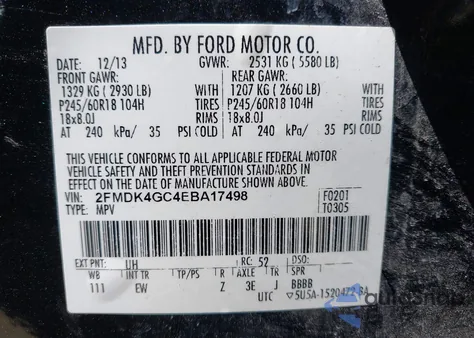 MFD. BY FORD MOTOR CO.
DATE: 12/13 GVWR: 2531 KG ( 5580 LB)
FRONT GAWR: REAR GAWR:
1329 KG ( 2930 LB) WITH 1207 KG ( 2660 LB) WITH
P245/60R18 104H TIRES P245/60R18 104H TIRES
18x8.0J RIMS 18x8.0J RIMS
AT 240 kPa/ 35 PSI COLD AT 240 kPa/ 35 PSI COLD
THIS VEHICLE CONFORMS TO ALL APPLICABLE FEDERAL MOTOR
VEHICLE SAFETY AND THEFT PREVENTION STANDARDS IN
EFFECT ON THE DATE OF MANUFACTURE SHOWN ABOVE.
VIN: 2FMDK4GC4EBA17498 F0201
TYPE: MPV T0305
EXT PNT: UH RC: 52 DSO:
WB INT TR TP/PS R AXLE TR SPR
111 EW Z 3E J BBBB
UTC